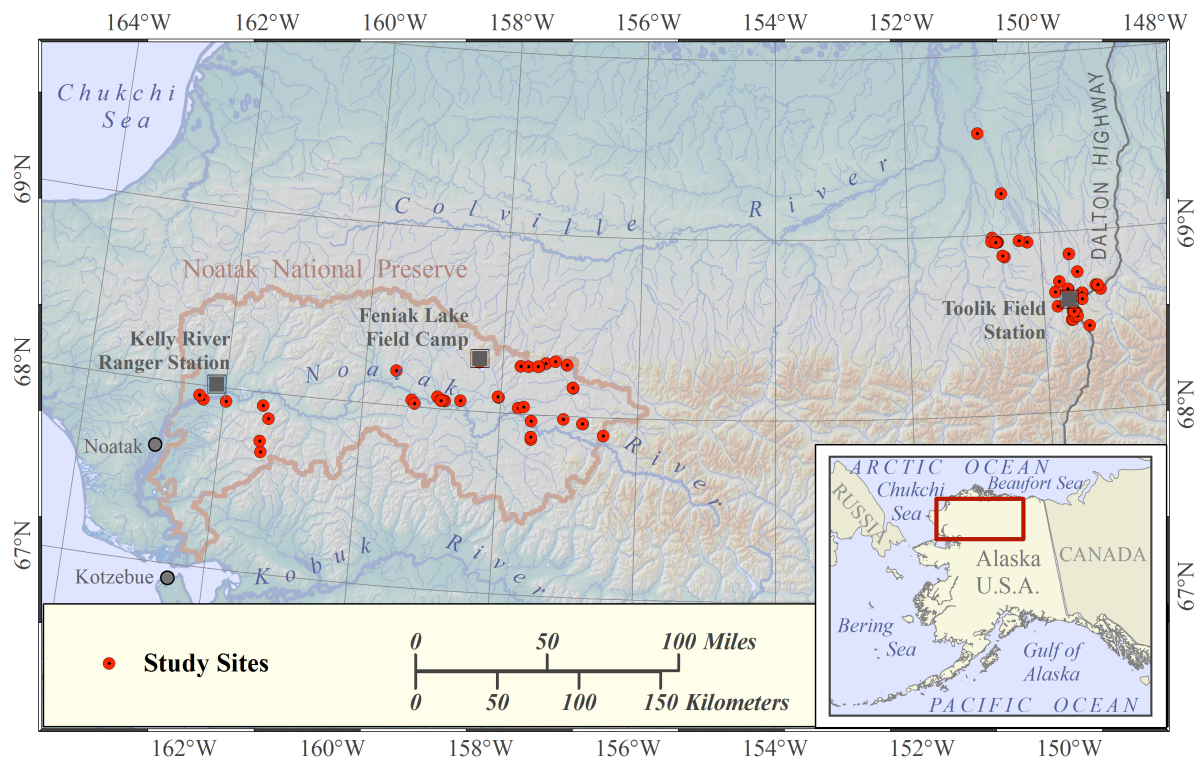 164°W 162°W 160°W 158°W 156°W 154°W 152°W 150°W 148°W
Chukchi
Sea
69°N
68°N
67°N
69°N
68°N
67°N
DALTON HIGHWAY
Colville River
Noatak National Preserve
Kelly River
Ranger Station
Feniak Lake
Field Camp
Toolik Field
Station
Noatak River
Noatak
Kotzebue
Kobuk River
Study Sites
0 50 100 Miles
0 50 100 150 Kilometers
ARCTIC OCEAN
Beaufort Sea
Chukchi
Sea
RUSSIA
Alaska
U.S.A.
CANADA
Bering
Sea
Gulf of
Alaska
PACIFIC OCEAN
162°W 160°W 158°W 156°W 154°W 152°W 150°W